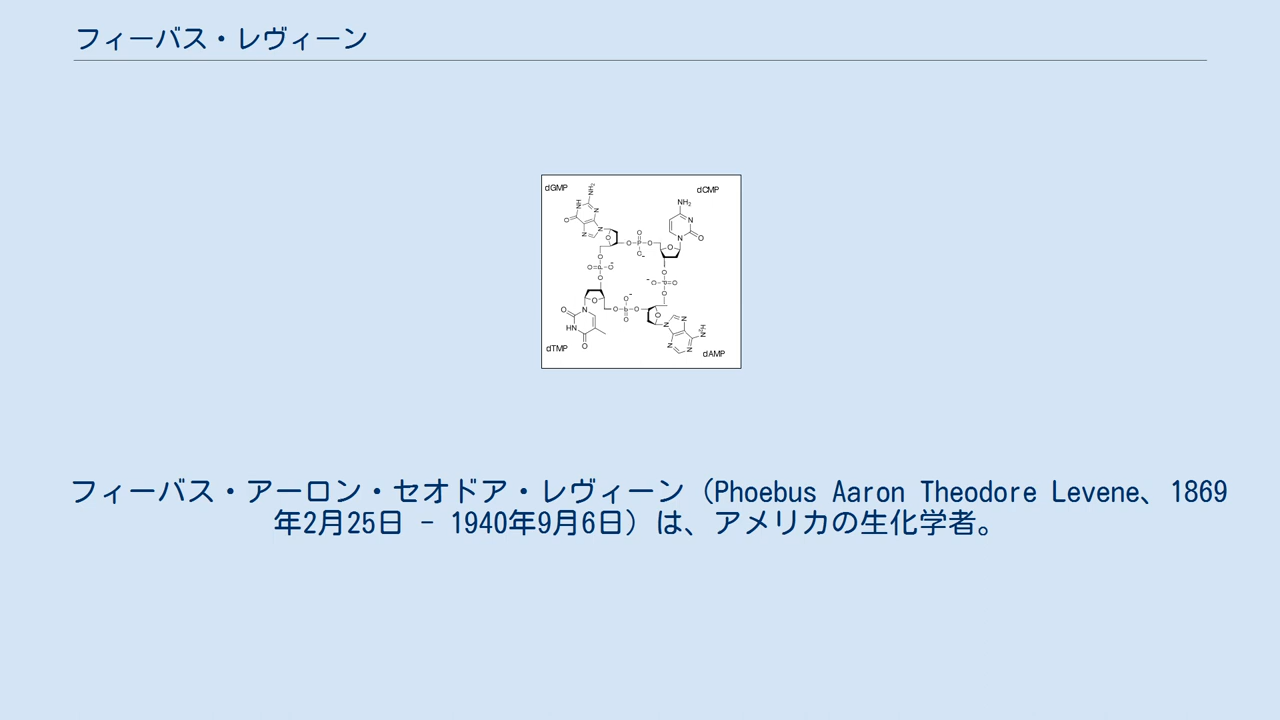 フィーバス・レヴィーン
dGMP
dCMP
dTMP
dAMP
フィーバス・アーロン・セオドア・レヴィーン（Phoebus Aaron Theodore Levene、1869
年2月25日 - 1940年9月6日）は、アメリカの生化学者。